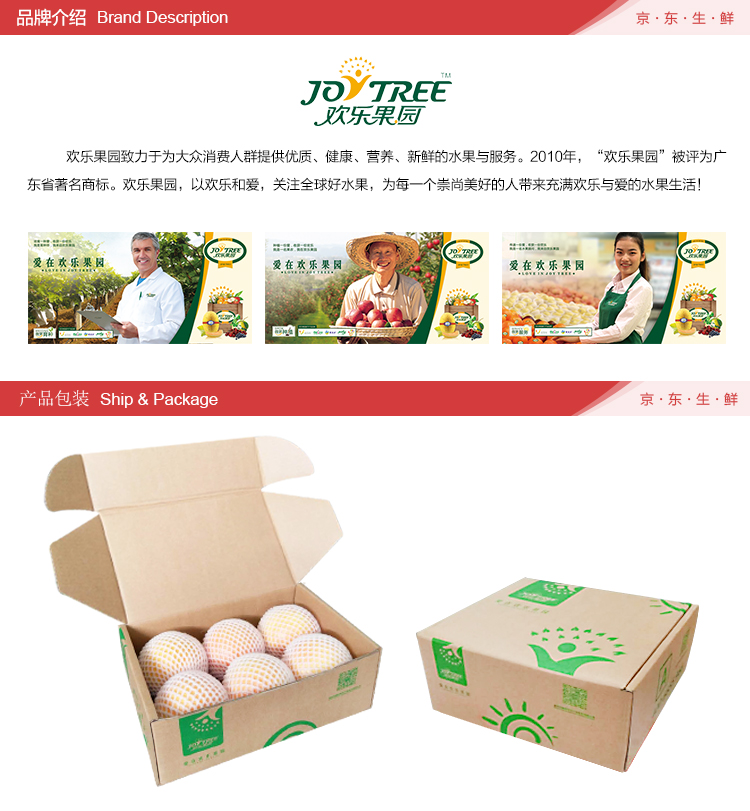 品牌介绍 Brand Description
京·东·生·鲜
JOYTREE TM
欢乐果园
欢乐果园致力于为大众消费人群提供优质、健康、营养、新鲜的水果与服务。2010年，“欢乐果园”被评为广
东省著名商标。欢乐果园，以欢乐和爱，关注全球好水果，为每一个崇尚美好的人带来充满欢乐与爱的水果生活！
JOYTREE
欢乐果园
爱在欢乐果园
LOVE IN JOY TREE
JOYTREE
欢乐果园
爱在欢乐果园
LOVE IN JOY TREE
JOYTREE
欢乐果园
爱在欢乐果园
LOVE IN JOY TREE
产品包装 Ship & Package
京·东·生·鲜
JOYTREE
JOYTREE